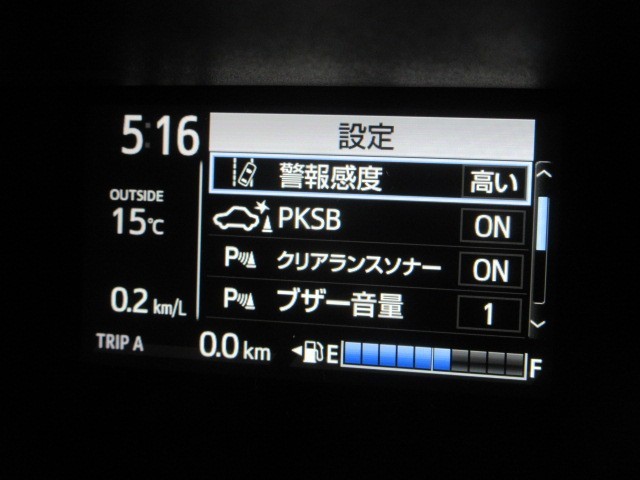 5:16
OUTSIDE
15℃
0.2 km/L
TRIP A
0.0 km
設定
警報感度 高い
PKSB ON
P クリアランスソナー ON
P ブザー音量 1
E F